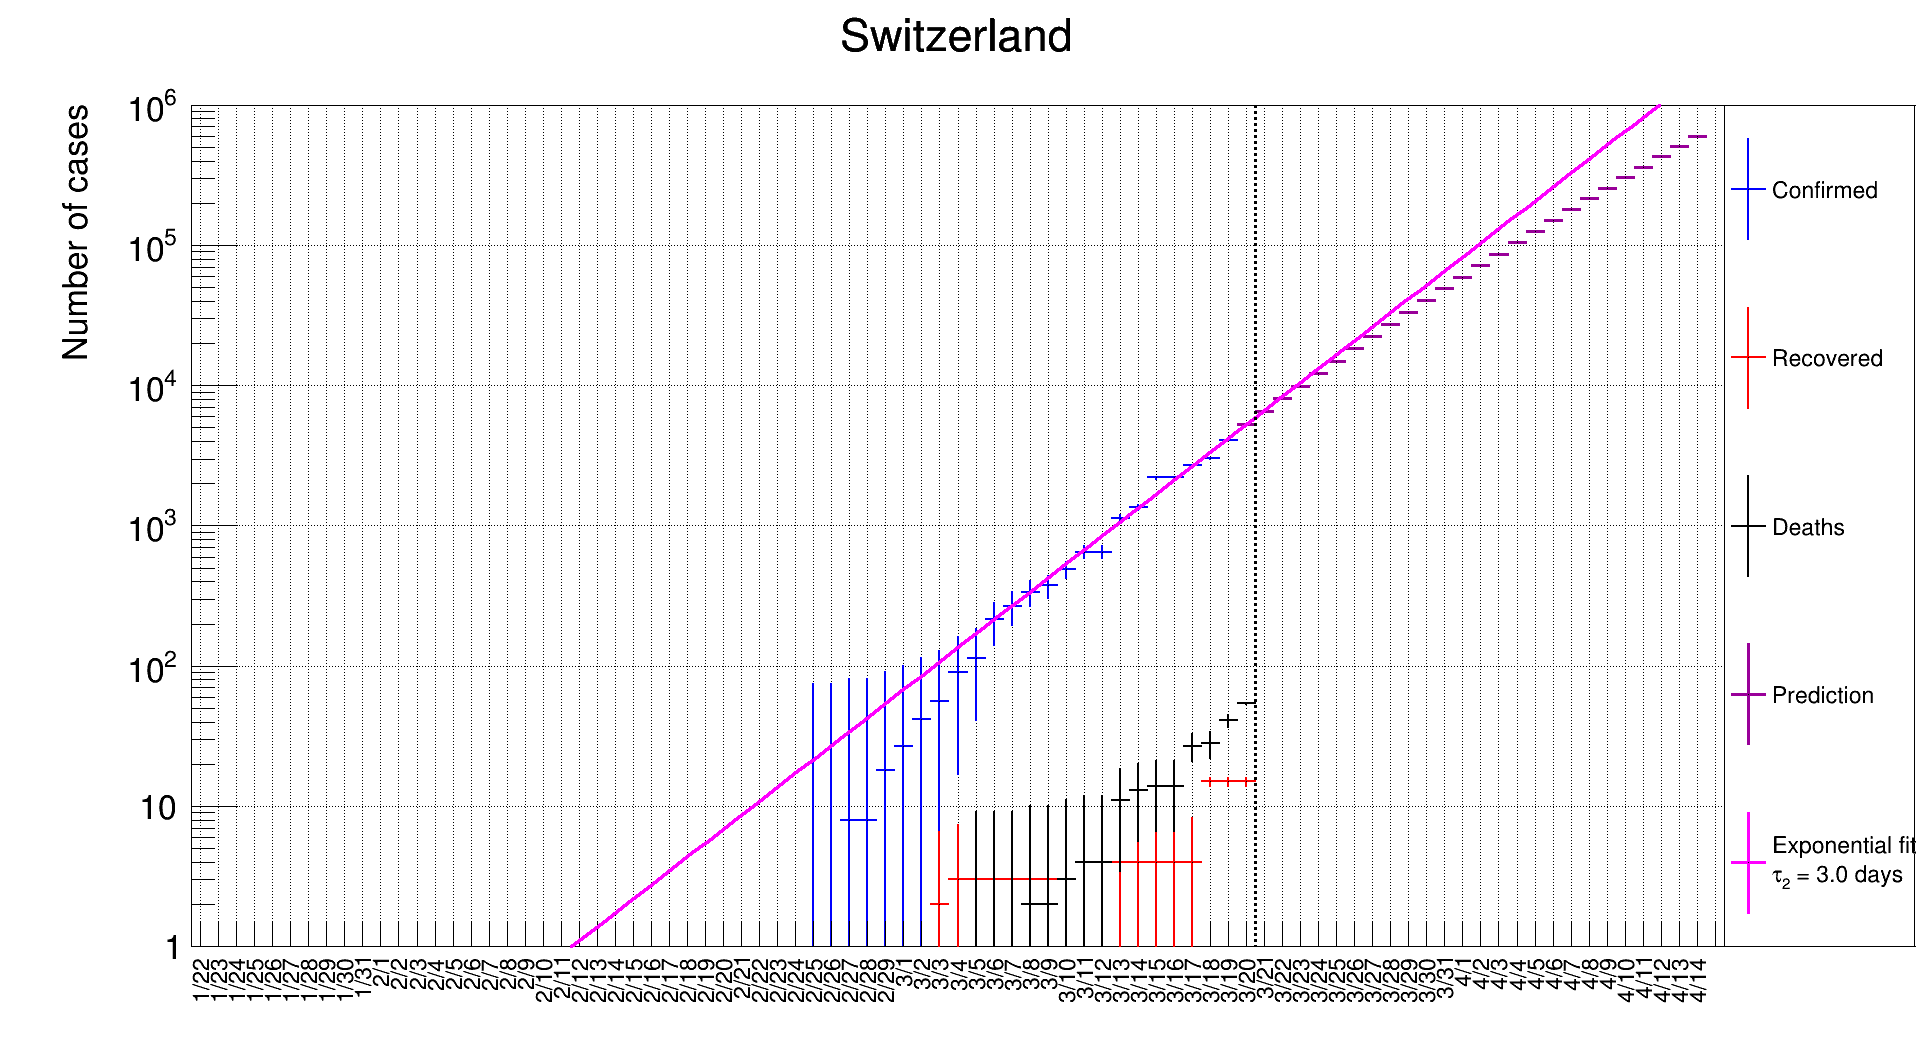 Switzerland
Number of cases
10^6
10^5
10^4
10^3
10^2
10
1
1/22 1/23 1/24 1/25 1/26 1/27 1/28 1/29 1/30 1/31 2/1 2/2 2/3 2/4 2/5 2/6 2/7 2/8 2/9 2/10 2/11 2/12 2/13 2/14 2/15 2/16 2/17 2/18 2/19 2/20 2/21 2/22 2/23 2/24 2/25 2/26 2/27 2/28 2/29 3/1 3/2 3/3 3/4 3/5 3/6 3/7 3/8 3/9 3/10 3/11 3/12 3/13 3/14 3/15 3/16 3/17 3/18 3/19 3/20 3/21 3/22 3/23 3/24 3/25 3/26 3/27 3/28 3/29 3/30 3/31 4/1 4/2 4/3 4/4 4/5 4/6 4/7 4/8 4/9 4/10 4/11 4/12 4/13 4/14
Confirmed
Recovered
Deaths
Prediction
Exponential fit
τ₂ = 3.0 days